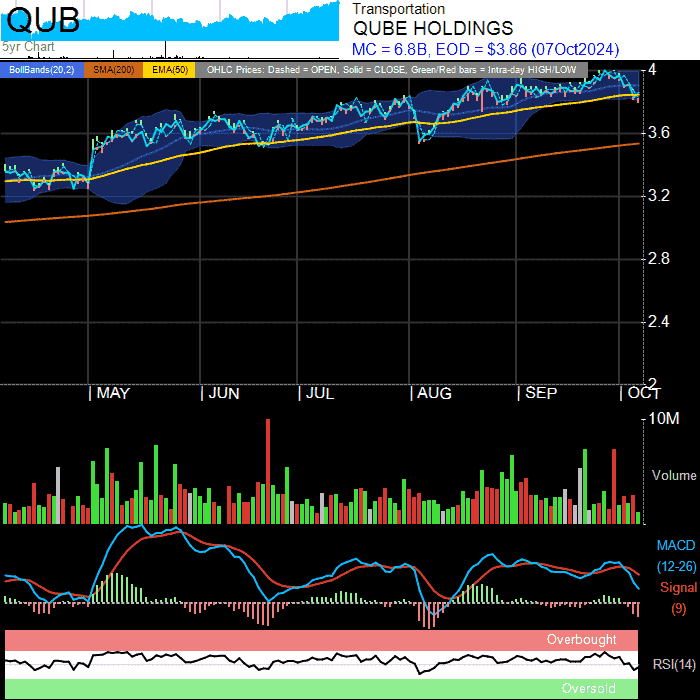 QUB
5yr Chart
Transportation
QUBE HOLDINGS
MC = 6.8B, EOD = $3.86 (07Oct2024)
BollBands(20,2) SMA(200) EMA(50) OHLC Prices: Dashed = OPEN, Solid = CLOSE, Green/Red bars = Intra-day HIGH/LOW
4
3.6
3.2
2.8
2.4
2
| MAY | JUN | JUL | AUG | SEP | OCT
10M
Volume
MACD
(12-26)
Signal
(9)
Overbought
RSI(14)
Oversold